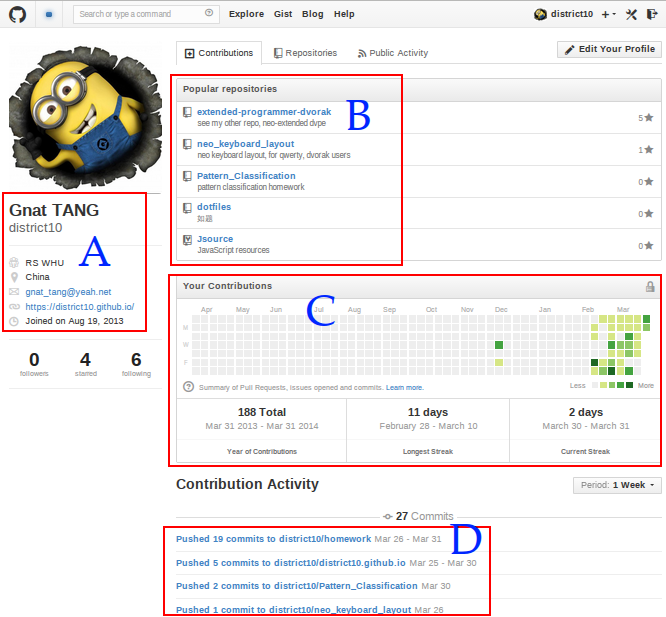 Search or type a command
Explore Gist Blog Help
district10
Contributions Repositories Public Activity
Edit Your Profile
Popular repositories
extended-programmer-dvorak
see my other repo, neo-extended dvpe
5
B
neo_keyboard_layout
neo keyboard layout, for qwerty, dvorak users
1
Pattern_Classification
pattern classification homework
0
dotfiles
如题
0
Jsource
JavaScript resources
0
Gnat TANG
district10
A
RS WHU
China
gnat_tang@yeah.net
https://district10.github.io/
Joined on Aug 19, 2013
0 4 6
followers starred following
Your Contributions
C
Apr May Jun Jul Aug Sep Oct Nov Dec Jan Feb Mar
M
W
F
Summary of Pull Requests, issues opened and commits. Learn more.
Less More
188 Total 11 days 2 days
Mar 31 2013 - Mar 31 2014 February 28 - March 10 March 30 - March 31
Year of Contributions Longest Streak Current Streak
Contribution Activity
Period: 1 Week
27 Commits
D
Pushed 19 commits to district10/homework Mar 26 - Mar 31
Pushed 5 commits to district10/district10.github.io Mar 25 - Mar 30
Pushed 2 commits to district10/Pattern_Classification Mar 30
Pushed 1 commit to district10/neo_keyboard_layout Mar 26